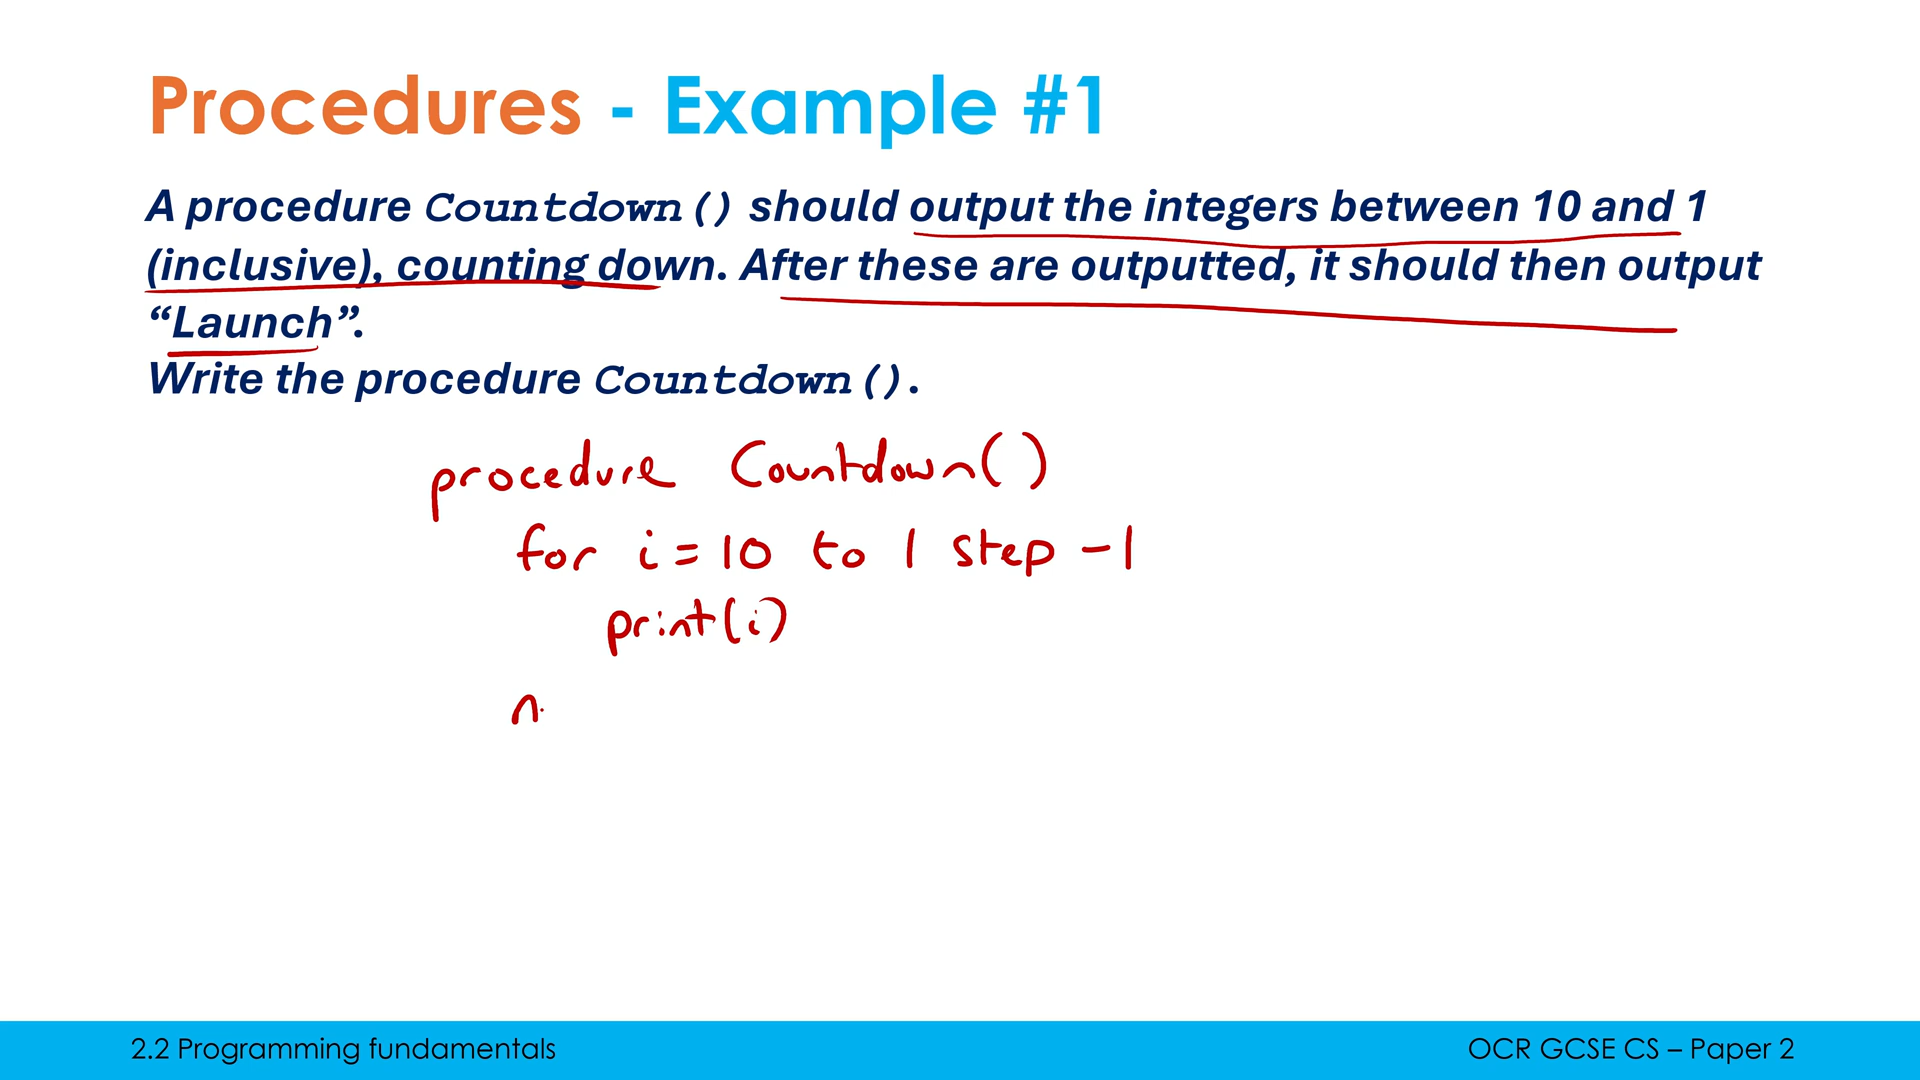 Procedures - Example #1
A procedure Countdown() should output the integers between 10 and 1
(inclusive), counting down. After these are outputted, it should then output
“Launch”.
Write the procedure Countdown().
procedure Countdown()
for i = 10 to 1 step -1
print(i)
n
2.2 Programming fundamentals
OCR GCSE CS – Paper 2